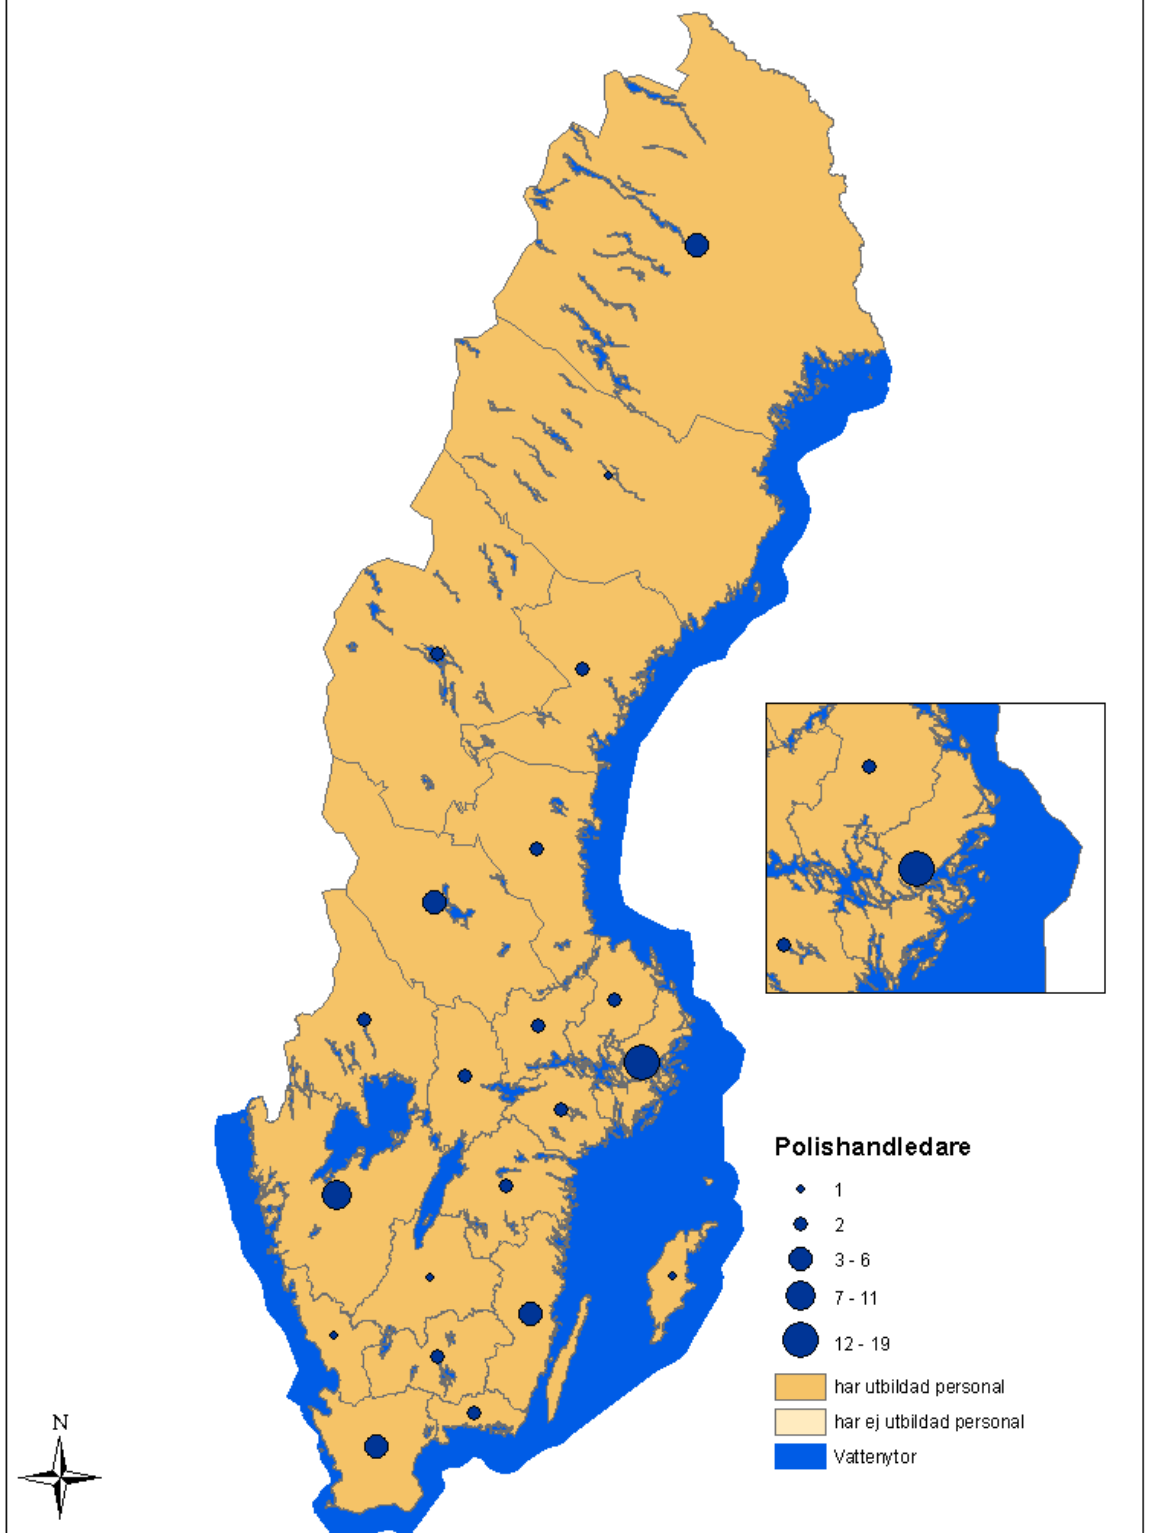 Polishandledare
1
2
3 - 6
7 - 11
12 - 19
har utbildad personal
har ej utbildad personal
Vattenytor
N